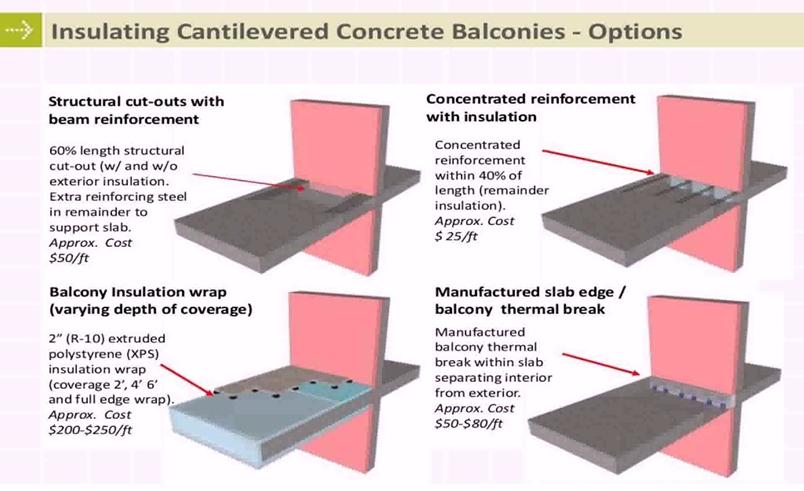 Insulating Cantilevered Concrete Balconies - Options
Structural cut-outs with
beam reinforcement
60% length structural
cut-out (w/ and w/o
exterior insulation.
Extra reinforcing steel
in remainder to
support slab.
Approx. Cost
$50/ft
Concentrated reinforcement
with insulation
Concentrated
reinforcement
within 40% of
length (remainder
insulation).
Approx. Cost
$ 25/ft
Balcony Insulation wrap
(varying depth of coverage)
2” (R-10) extruded
polystyrene (XPS)
insulation wrap
(coverage 2’, 4’ 6’
and full edge wrap).
Approx. Cost
$200-$250/ft
Manufactured slab edge /
balcony thermal break
Manufactured
balcony thermal
break within slab
separating interior
from exterior.
Approx. Cost
$50-$80/ft